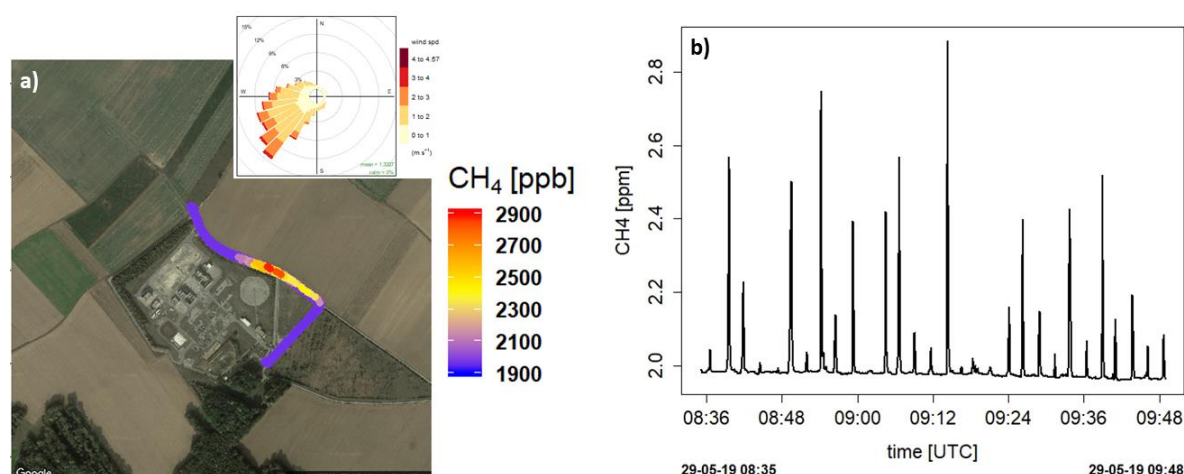 a)
N
15%
12%
9%
6%
3%
W
E
S
wind spd.
4 to 4.57
3 to 4
2 to 3
1 to 2
0 to 1
(m s⁻¹)
calm = 0%
CH₄ [ppb]
2900
2700
2500
2300
2100
1900
Google
b)
CH4 [ppm]
2.8
2.6
2.4
2.2
2.0
08:36 08:48 09:00 09:12 09:24 09:36 09:48
time [UTC]
29-05-19 08:35 29-05-19 09:48